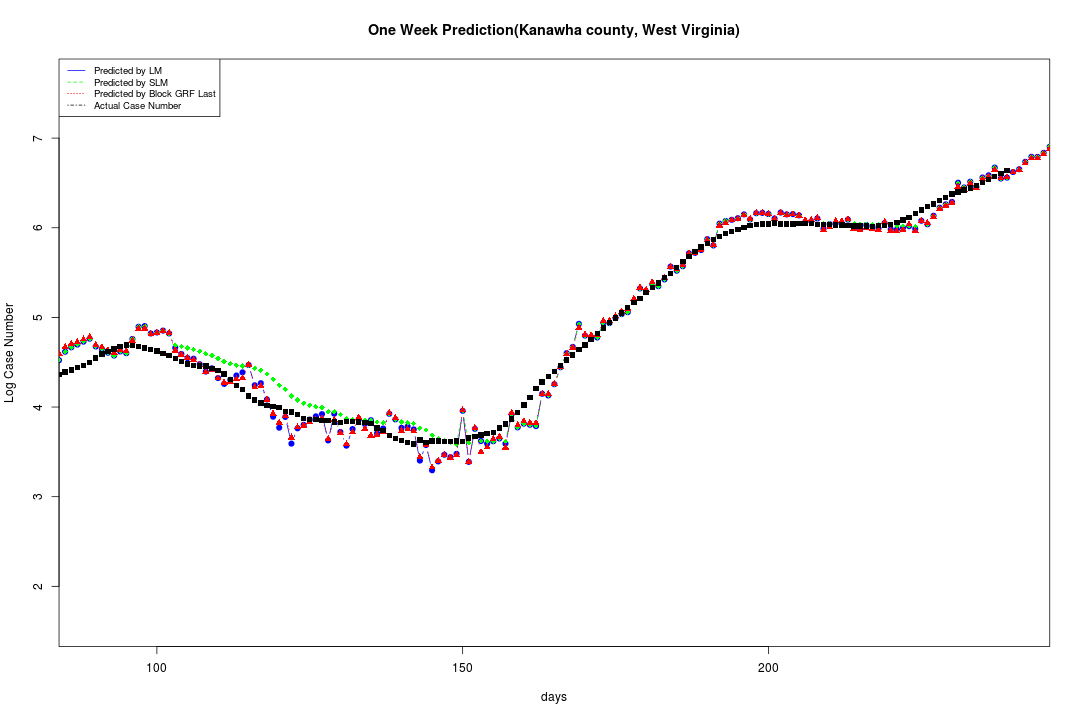 One Week Prediction(Kanawha county, West Virginia)
Predicted by LM
Predicted by SLM
Predicted by Block GRF Last
Actual Case Number
7
6
5
4
3
2
Log Case Number
100 150 200
days